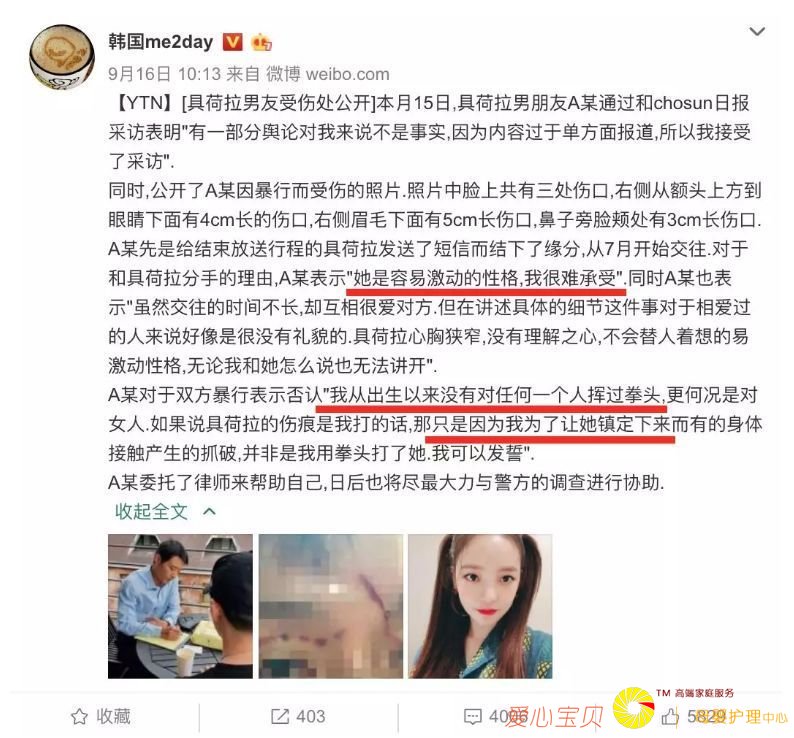 韩国me2day
9月16日 10:13 来自 微博 weibo.com
【YTN】[具荷拉男友受伤处公开]本月15日,具荷拉男朋友A某通过和chosun日报
采访表明"有一部分舆论对我来说不是事实,因为内容过于单方面报道,所以我接受
了采访".
同时,公开了A某因暴行而受伤的照片.照片中脸上共有三处伤口,右侧从额头上方到
眼睛下面有4cm长的伤口,右侧眉毛下面有5cm长伤口,鼻子旁脸颊处有3cm长伤口.
A某先是给结束放送行程的具荷拉发送了短信而结下了缘分,从7月开始交往.对于
和具荷拉分手的理由,A某表示"她是容易激动的性格,我很难承受".同时A某也表
示"虽然交往的时间不长,却互相很爱对方.但在讲述具体的细节这件事对于相爱过
的人来说好像是很没有礼貌的.具荷拉心胸狭窄,没有理解之心,不会替人着想的易
激动性格,无论我和她怎么说也无法讲开".
A某对于双方暴行表示否认"我从出生以来没有对任何一个人挥过拳头,更何况是对
女人.如果说具荷拉的伤痕是我打的话,那只是因为我为了让她镇定下来而有的身体
接触产生的抓破,并非是我用拳头打了她.我可以发誓".
A某委托了律师来帮助自己,日后也将尽最大力与警方的调查进行协助.
收起全文
收藏
403
爱心宝贝
TM 高端家庭服务
5829
护理中心